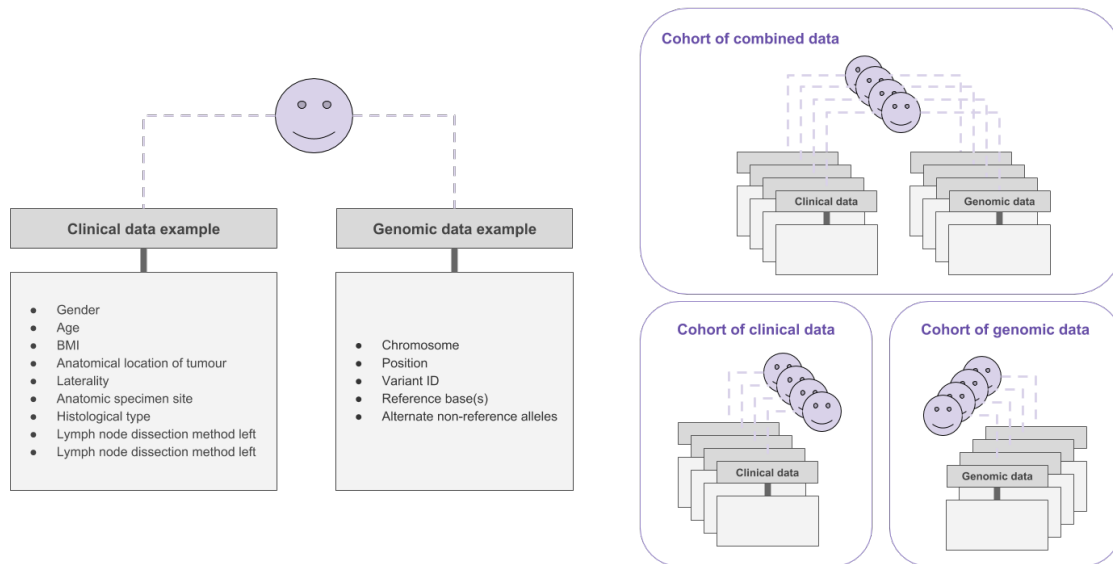 Clinical data example
Gender
Age
BMI
Anatomical location of tumour
Laterality
Anatomic specimen site
Histological type
Lymph node dissection method left
Lymph node dissection method left
Genomic data example
Chromosome
Position
Variant ID
Reference base(s)
Alternate non-reference alleles
Cohort of combined data
Clinical data
Genomic data
Cohort of clinical data
Clinical data
Cohort of genomic data
Genomic data